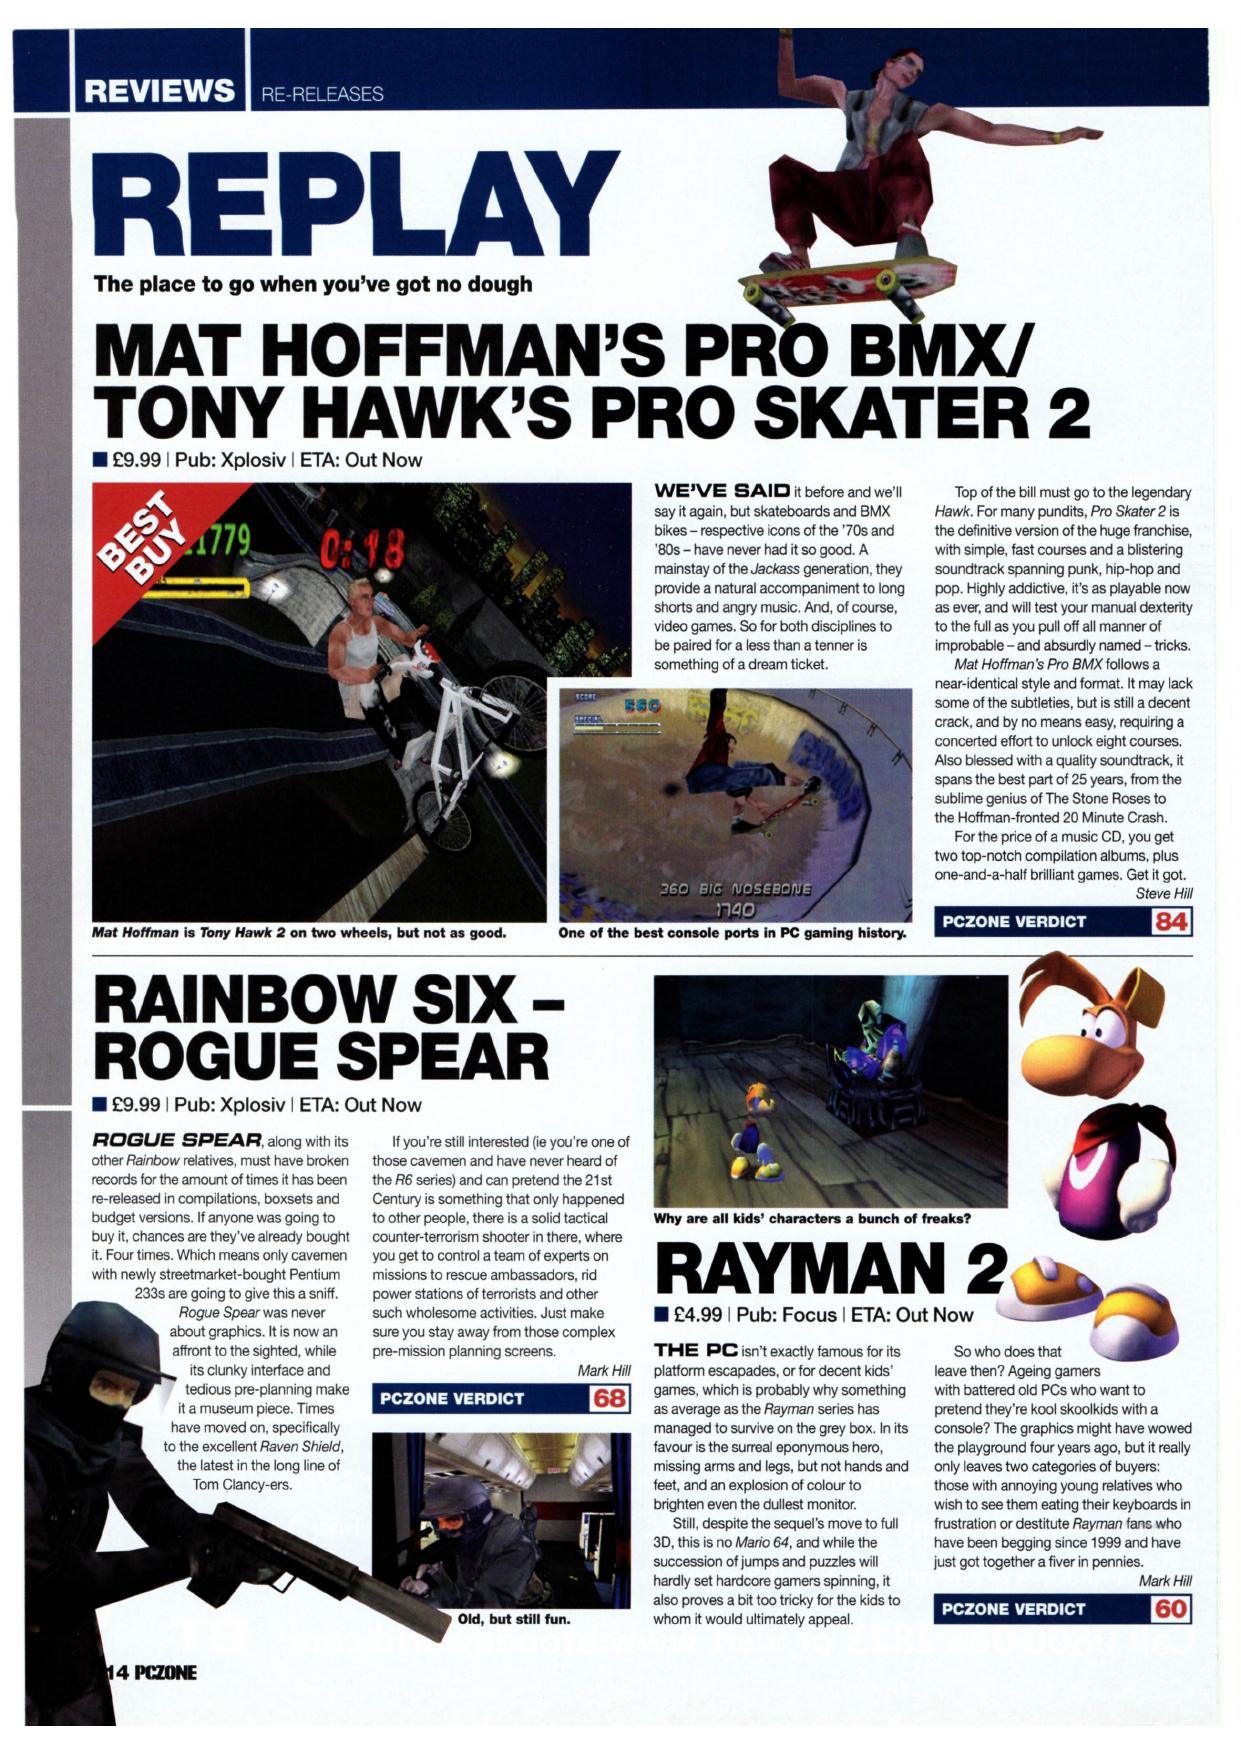 REVIEWS
RE-RELEASES
REPLAY
The place to go when you've got no dough
MAT HOFFMAN'S PRO BMX/
TONY HAWK'S PRO SKATER 2
£9.99 | Pub: Xplosiv | ETA: Out Now
BEST
BUY
1779
0:18
WE'VE SAID it before and we'll
say it again, but skateboards and BMX
bikes – respective icons of the '70s and
'80s – have never had it so good. A
mainstay of the Jackass generation, they
provide a natural accompaniment to long
shorts and angry music. And, of course,
video games. So for both disciplines to
be paired for a less than a tenner is
something of a dream ticket.
SCORE
560
SPECIAL
360 BIG NOSEBONE
1740
Top of the bill must go to the legendary
Hawk. For many pundits, Pro Skater 2 is
the definitive version of the huge franchise,
with simple, fast courses and a blistering
soundtrack spanning punk, hip-hop and
pop. Highly addictive, it's as playable now
as ever, and will test your manual dexterity
to the full as you pull off all manner of
improbable – and absurdly named – tricks.
Mat Hoffman's Pro BMX follows a
near-identical style and format. It may lack
some of the subtleties, but is still a decent
crack, and by no means easy, requiring a
concerted effort to unlock eight courses.
Also blessed with a quality soundtrack, it
spans the best part of 25 years, from the
sublime genius of The Stone Roses to
the Hoffman-fronted 20 Minute Crash.
For the price of a music CD, you get
two top-notch compilation albums, plus
one-and-a-half brilliant games. Get it got.
Steve Hill
PCZONE VERDICT 84
Mat Hoffman is Tony Hawk 2 on two wheels, but not as good.
One of the best console ports in PC gaming history.
RAINBOW SIX –
ROGUE SPEAR
£9.99 | Pub: Xplosiv | ETA: Out Now
ROGUE SPEAR, along with its
other Rainbow relatives, must have broken
records for the amount of times it has been
re-released in compilations, boxsets and
budget versions. If anyone was going to
buy it, chances are they've already bought
it. Four times. Which means only cavemen
with newly streetmarket-bought Pentium
233s are going to give this a sniff.
Rogue Spear was never
about graphics. It is now an
affront to the sighted, while
its clunky interface and
tedious pre-planning make
it a museum piece. Times
have moved on, specifically
to the excellent Raven Shield,
the latest in the long line of
Tom Clancy-ers.
If you're still interested (ie you're one of
those cavemen and have never heard of
the R6 series) and can pretend the 21st
Century is something that only happened
to other people, there is a solid tactical
counter-terrorism shooter in there, where
you get to control a team of experts on
missions to rescue ambassadors, rid
power stations of terrorists and other
such wholesome activities. Just make
sure you stay away from those complex
pre-mission planning screens.
Mark Hill
PCZONE VERDICT 68
Old, but still fun.
Why are all kids' characters a bunch of freaks?
RAYMAN 2
£4.99 | Pub: Focus | ETA: Out Now
THE PC isn't exactly famous for its
platform escapades, or for decent kids'
games, which is probably why something
as average as the Rayman series has
managed to survive on the grey box. In its
favour is the surreal eponymous hero,
missing arms and legs, but not hands and
feet, and an explosion of colour to
brighten even the dullest monitor.
Still, despite the sequel's move to full
3D, this is no Mario 64, and while the
succession of jumps and puzzles will
hardly set hardcore gamers spinning, it
also proves a bit too tricky for the kids to
whom it would ultimately appeal.
So who does that
leave then? Ageing gamers
with battered old PCs who want to
pretend they're kool skoolkids with a
console? The graphics might have wowed
the playground four years ago, but it really
only leaves two categories of buyers:
those with annoying young relatives who
wish to see them eating their keyboards in
frustration or destitute Rayman fans who
have been begging since 1999 and have
just got together a fiver in pennies.
Mark Hill
PCZONE VERDICT 60
14 PCZONE